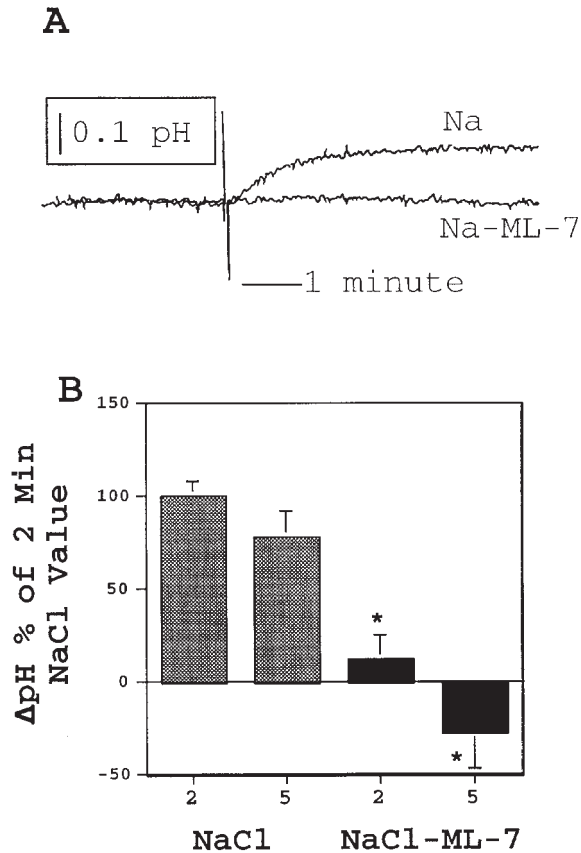 A
0.1 pH
Na
Na-ML-7
1 minute
B
ΔpH % of 2 Min
NaCl Value
150
100
50
0
-50
*
*
2
5
2
5
NaCl
NaCl-ML-7